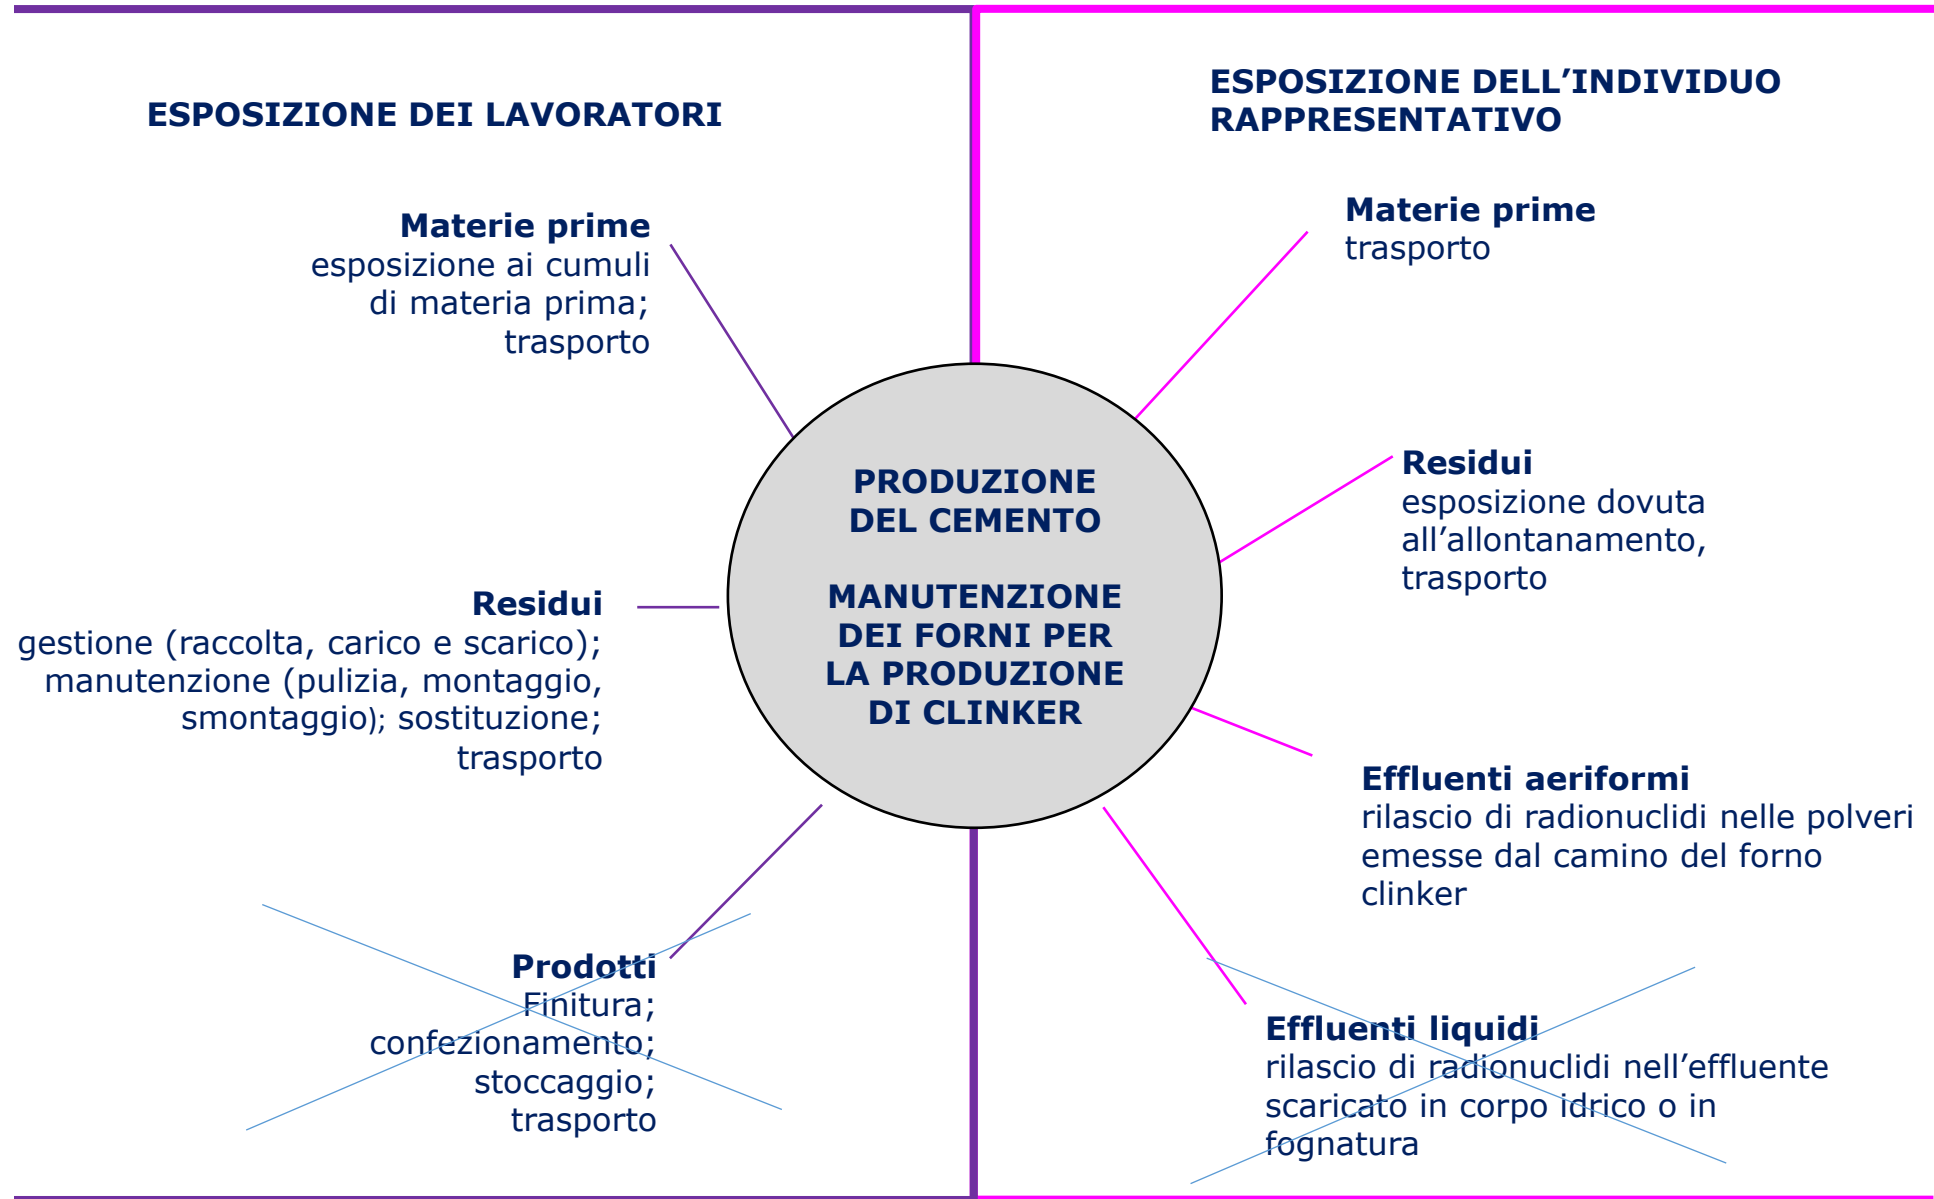 ESPOSIZIONE DEI LAVORATORI
Materie prime
esposizione ai cumuli
di materia prima;
trasporto
Residui
gestione (raccolta, carico e scarico);
manutenzione (pulizia, montaggio,
smontaggio); sostituzione;
trasporto
Prodotti
Finitura;
confezionamento;
stoccaggio;
trasporto
PRODUZIONE
DEL CEMENTO
MANUTENZIONE
DEI FORNI PER
LA PRODUZIONE
DI CLINKER
ESPOSIZIONE DELL’INDIVIDUO
RAPPRESENTATIVO
Materie prime
trasporto
Residui
esposizione dovuta
all’allontanamento,
trasporto
Effluenti aeriformi
rilascio di radionuclidi nelle polveri
emesse dal camino del forno
clinker
Effluenti liquidi
rilascio di radionuclidi nell’effluente
scaricato in corpo idrico o in
fognatura